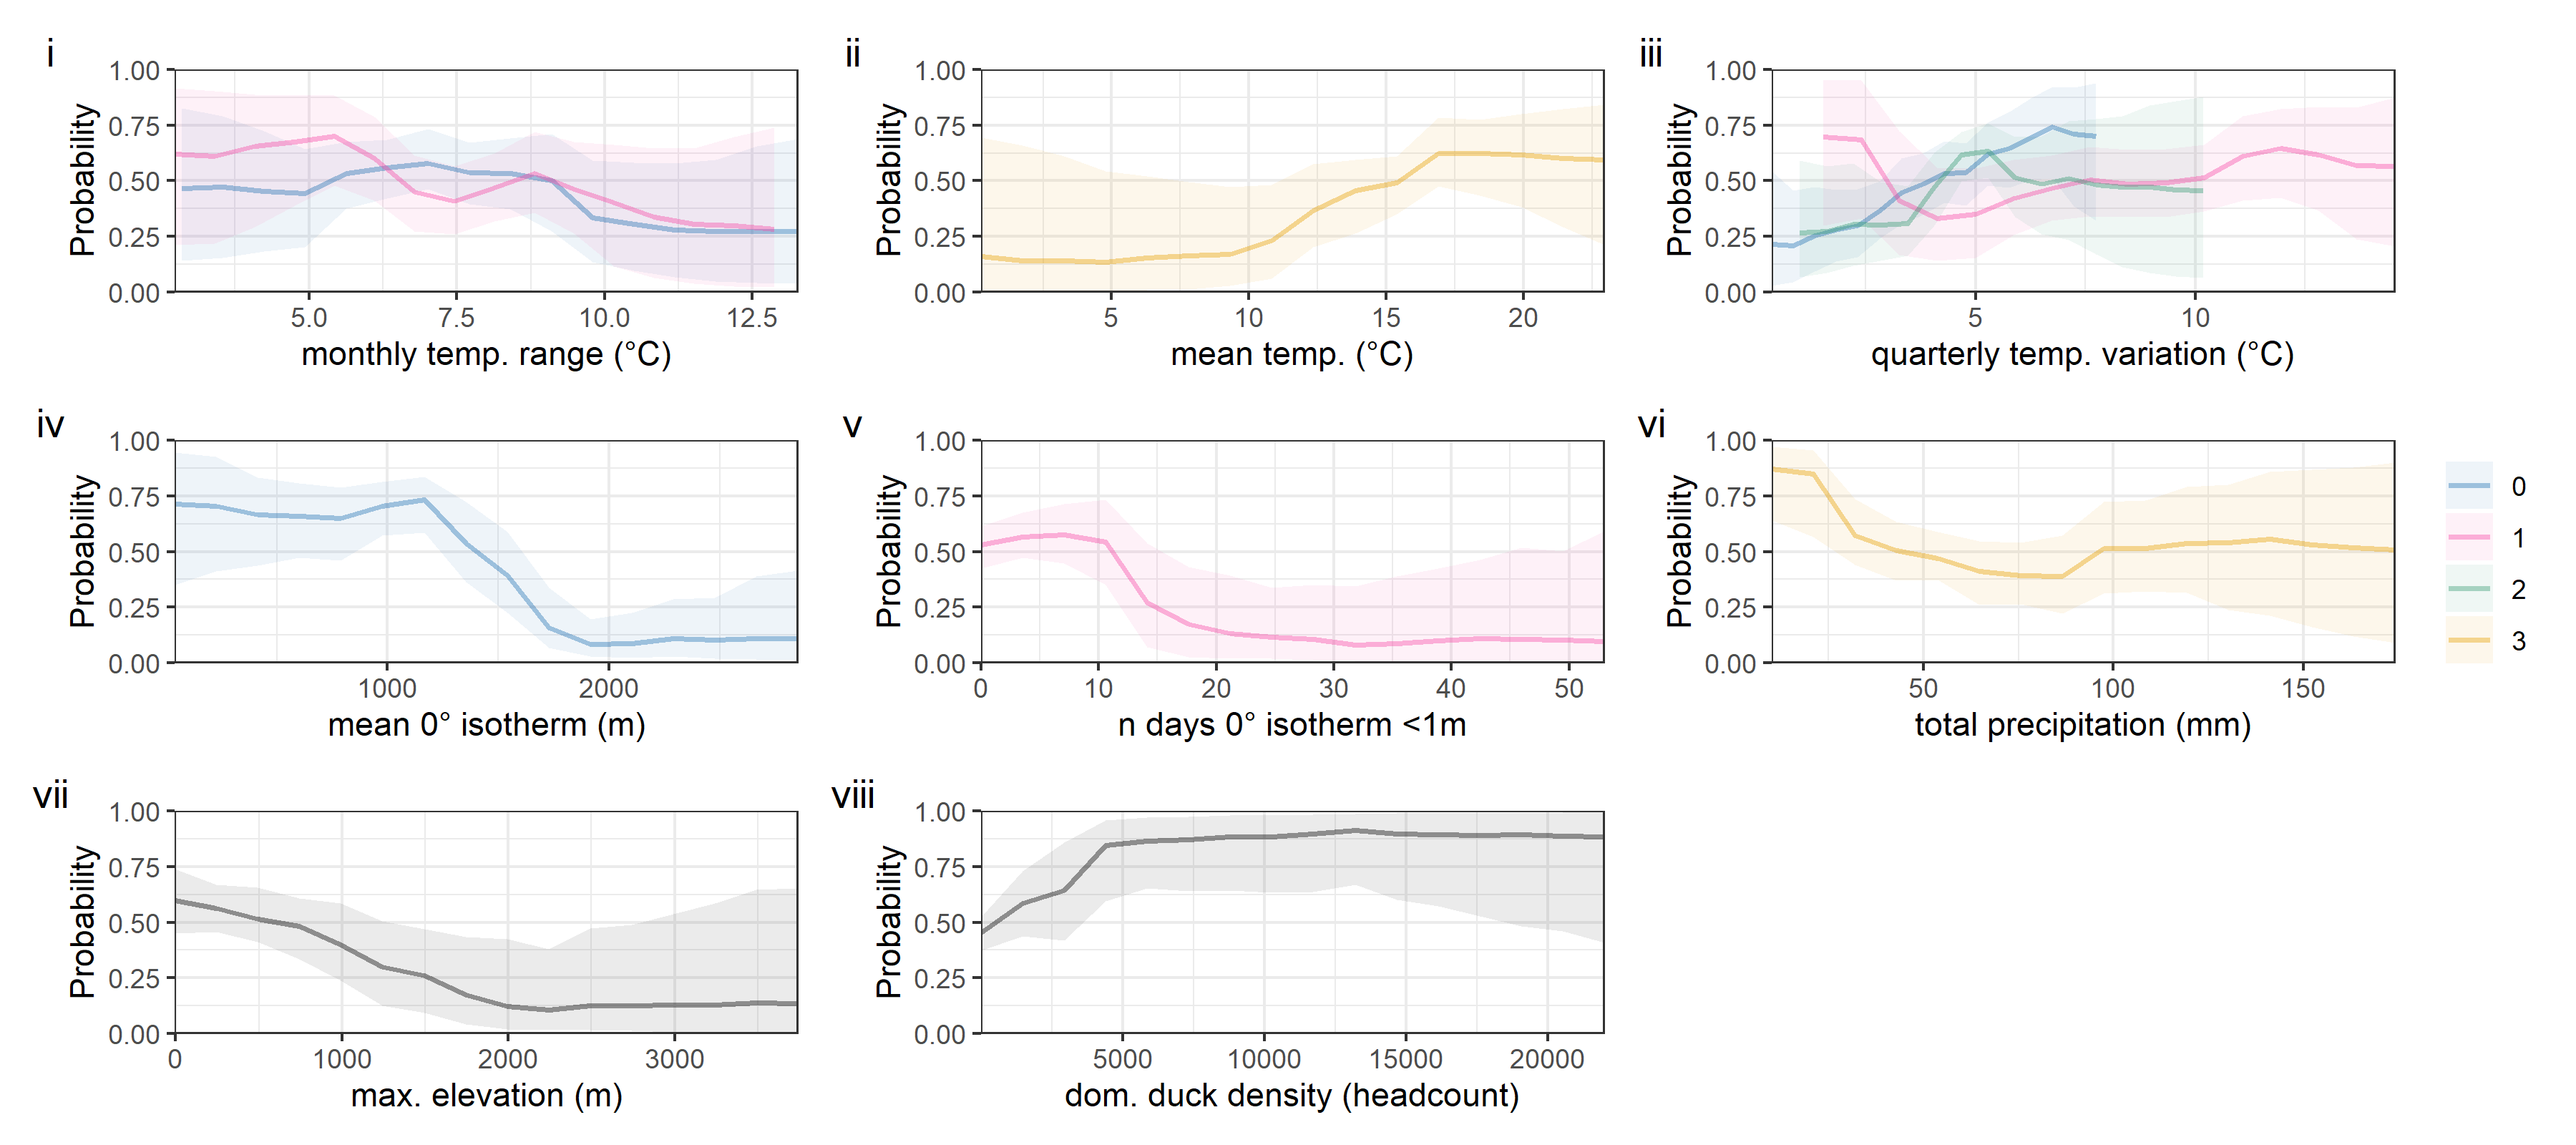 i
1.00
0.75
0.50
0.25
0.00
Probability
5.0 7.5 10.0 12.5
monthly temp. range (°C)
ii
1.00
0.75
0.50
0.25
0.00
Probability
5 10 15 20
mean temp. (°C)
iii
1.00
0.75
0.50
0.25
0.00
Probability
5 10
quarterly temp. variation (°C)
iv
1.00
0.75
0.50
0.25
0.00
Probability
1000 2000
mean 0° isotherm (m)
v
1.00
0.75
0.50
0.25
0.00
Probability
0 10 20 30 40 50
n days 0° isotherm <1m
vi
1.00
0.75
0.50
0.25
0.00
Probability
50 100 150
total precipitation (mm)
0
1
2
3
vii
1.00
0.75
0.50
0.25
0.00
Probability
0 1000 2000 3000
max. elevation (m)
viii
1.00
0.75
0.50
0.25
0.00
Probability
5000 10000 15000 20000
dom. duck density (headcount)